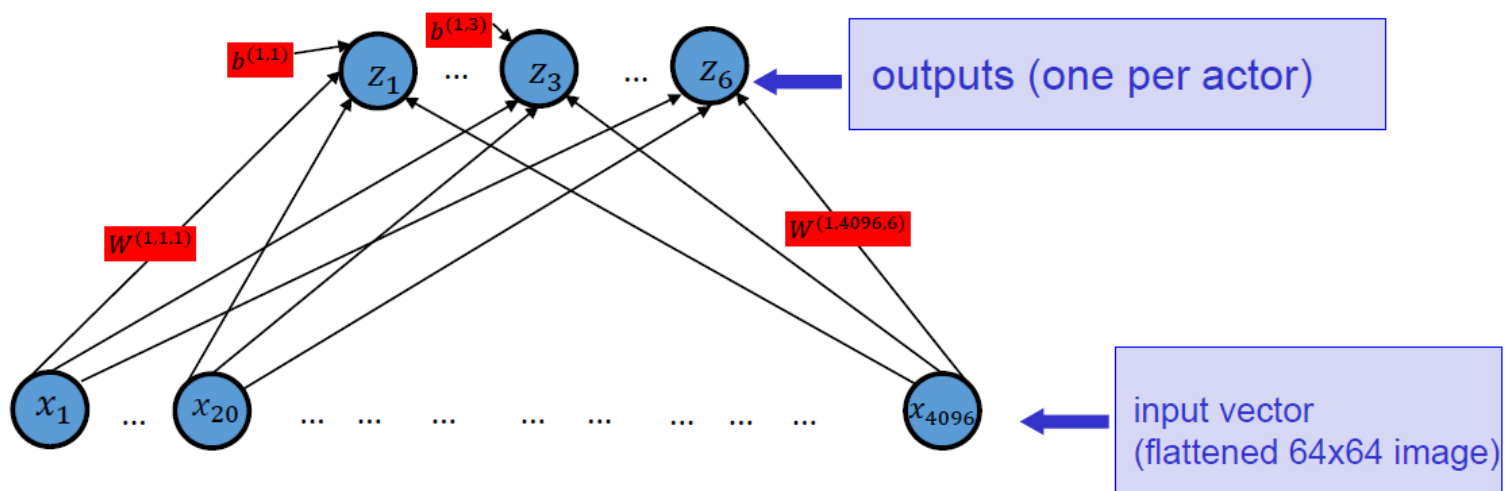 b^(1,1)
b^(1,3)
z_1 ... z_3 ... z_6
outputs (one per actor)
W^(1,1,1)
W^(1,4096,6)
x_1 ... x_20 ... ... ... ... ... ... ... ... x_4096
input vector
(flattened 64x64 image)